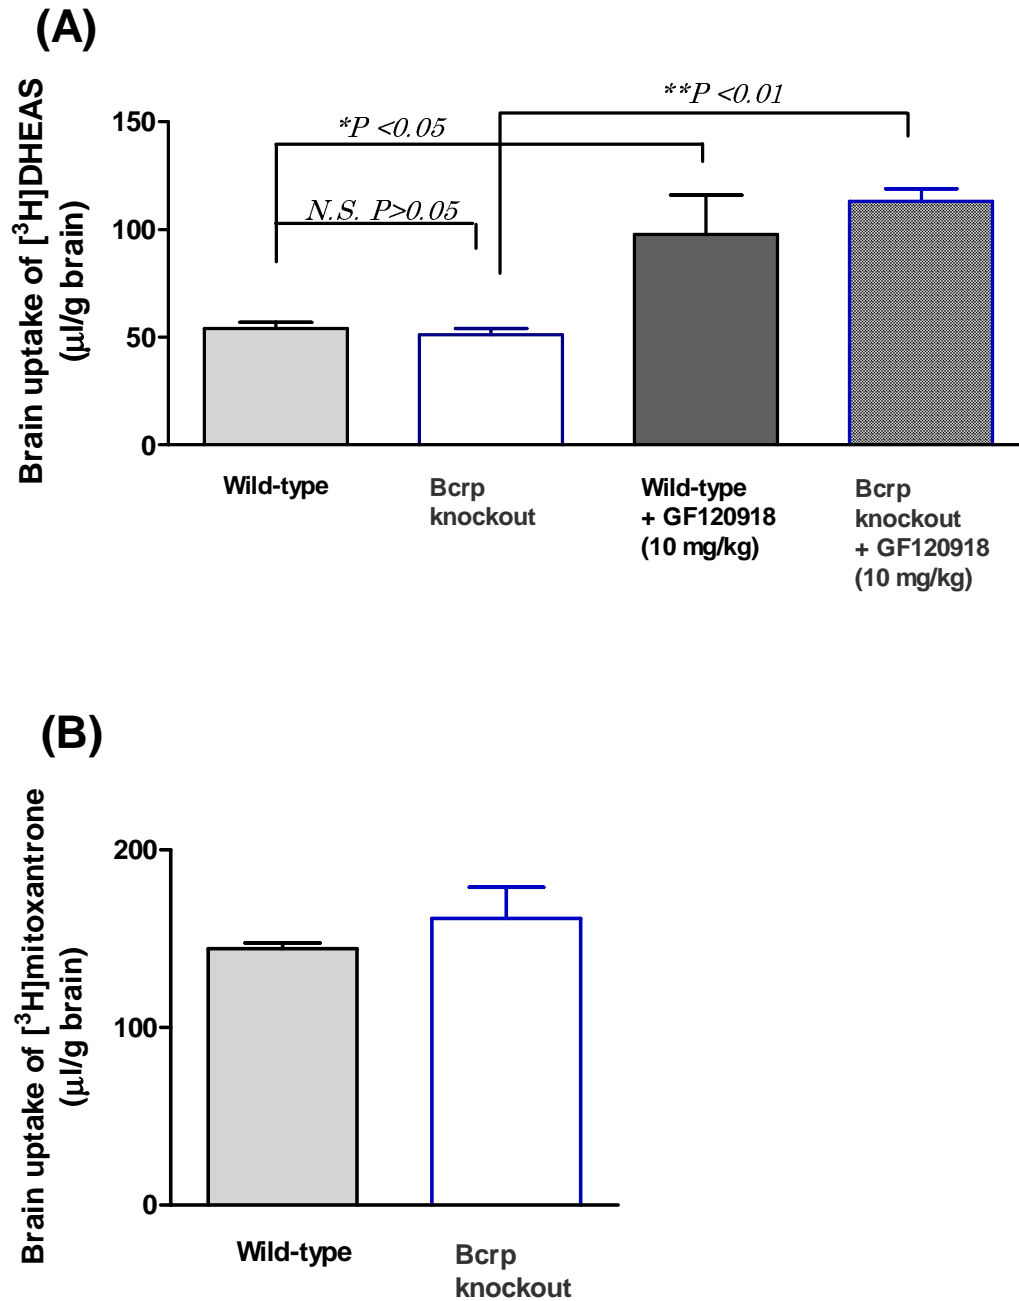 (A)
Brain uptake of [³H]DHEAS
(µl/g brain)
**P <0.01
*P <0.05
N.S. P>0.05
150
100
50
0
Wild-type
Bcrp
knockout
Wild-type
+ GF120918
(10 mg/kg)
Bcrp
knockout
+ GF120918
(10 mg/kg)
(B)
Brain uptake of [³H]mitoxantrone
(µl/g brain)
200
100
0
Wild-type
Bcrp
knockout